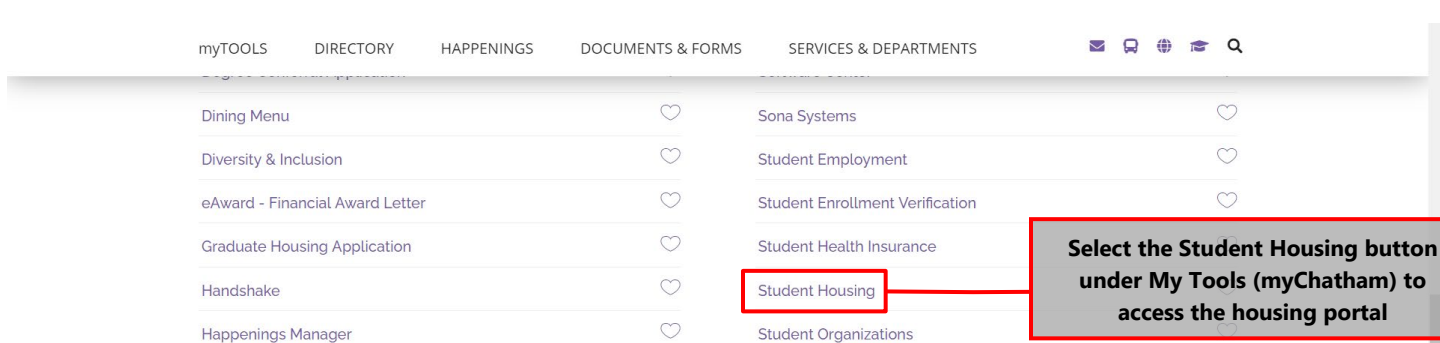 myTOOLS DIRECTORY HAPPENINGS DOCUMENTS & FORMS SERVICES & DEPARTMENTS
Dining Menu
Diversity & Inclusion
eAward - Financial Award Letter
Graduate Housing Application
Handshake
Happenings Manager
Sona Systems
Student Employment
Student Enrollment Verification
Student Health Insurance
Student Housing
Student Organizations
Select the Student Housing button
under My Tools (myChatham) to
access the housing portal